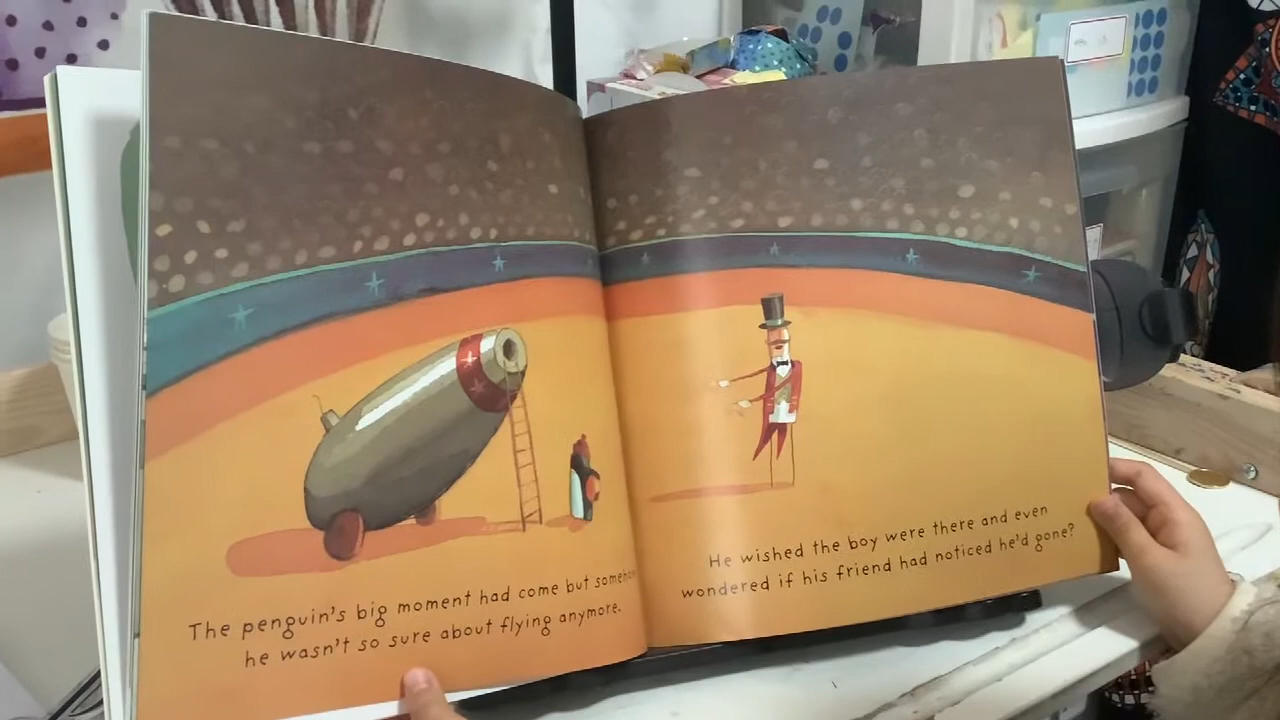 The penguin's big moment had come but somehow
he wasn't so sure about flying anymore.
He wished the boy were there and even
wondered if his friend had noticed he'd gone?